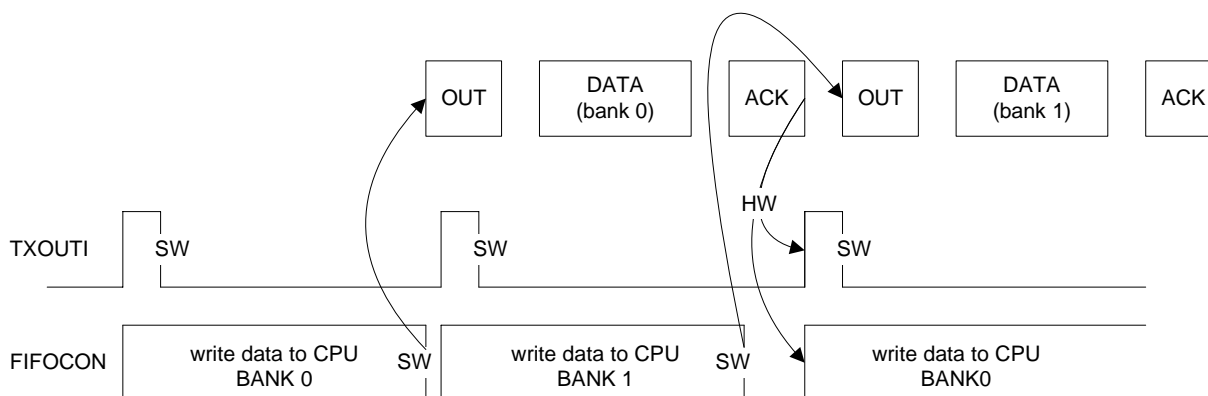 OUT
DATA
(bank 0)
ACK
OUT
DATA
(bank 1)
ACK
HW
TXOUTI
SW
SW
SW
FIFOCON
write data to CPU
BANK 0
SW
write data to CPU
BANK 1
SW
write data to CPU
BANK0